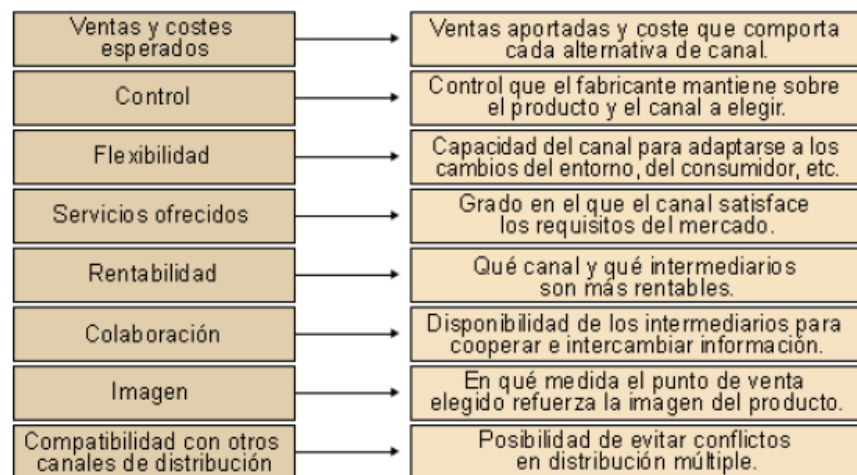 Ventas y costes
esperados
Ventas aportadas y coste que comporta
cada alternativa de canal.
Control
Control que el fabricante mantiene sobre
el producto y el canal a elegir.
Flexibilidad
Capacidad del canal para adaptarse a los
cambios del entorno, del consumidor, etc.
Servicios ofrecidos
Grado en el que el canal satisface
los requisitos del mercado.
Rentabilidad
Qué canal y qué intermediarios
son más rentables.
Colaboración
Disponibilidad de los intermediarios para
cooperar e intercambiar información.
Imagen
En qué medida el punto de venta
elegido refuerza la imagen del producto.
Compatibilidad con otros
canales de distribución
Posibilidad de evitar conflictos
en distribución múltiple.